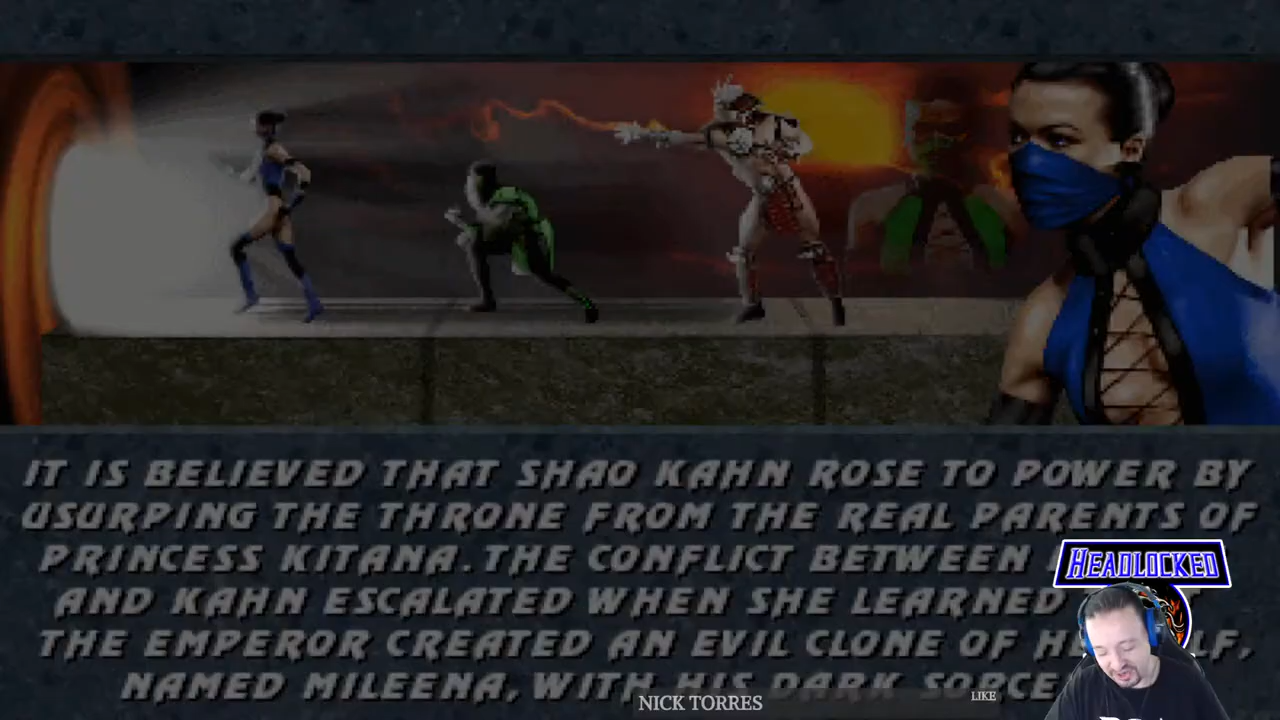 IT IS BELIEVED THAT SHAO KAHN ROSE TO POWER BY
USURPING THE THRONE FROM THE REAL PARENTS OF
PRINCESS KITANA. THE CONFLICT BETWEEN
AND KAHN ESCALATED WHEN SHE LEARNED
THE EMPEROR CREATED AN EVIL CLONE OF
NAMED MILEENA, WITH HIS DARK
HEADLOCKED
NICK TORRES
LIKE